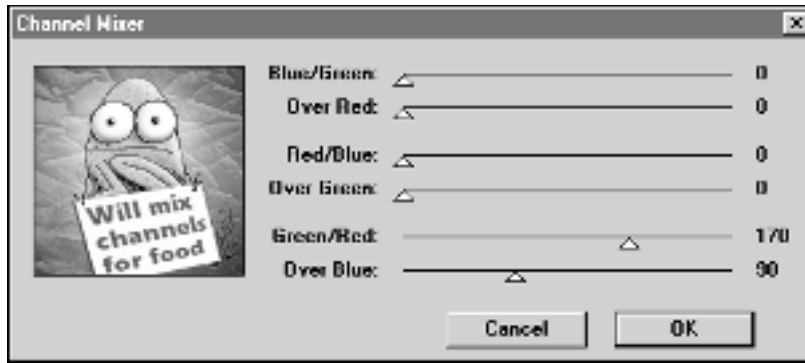 Channel Mixer
Blue/Green: 0
Over Red: 0
Red/Blue: 0
Over Green: 0
Green/Red: 170
Over Blue: 90
Will mix
channels
for food
Cancel OK